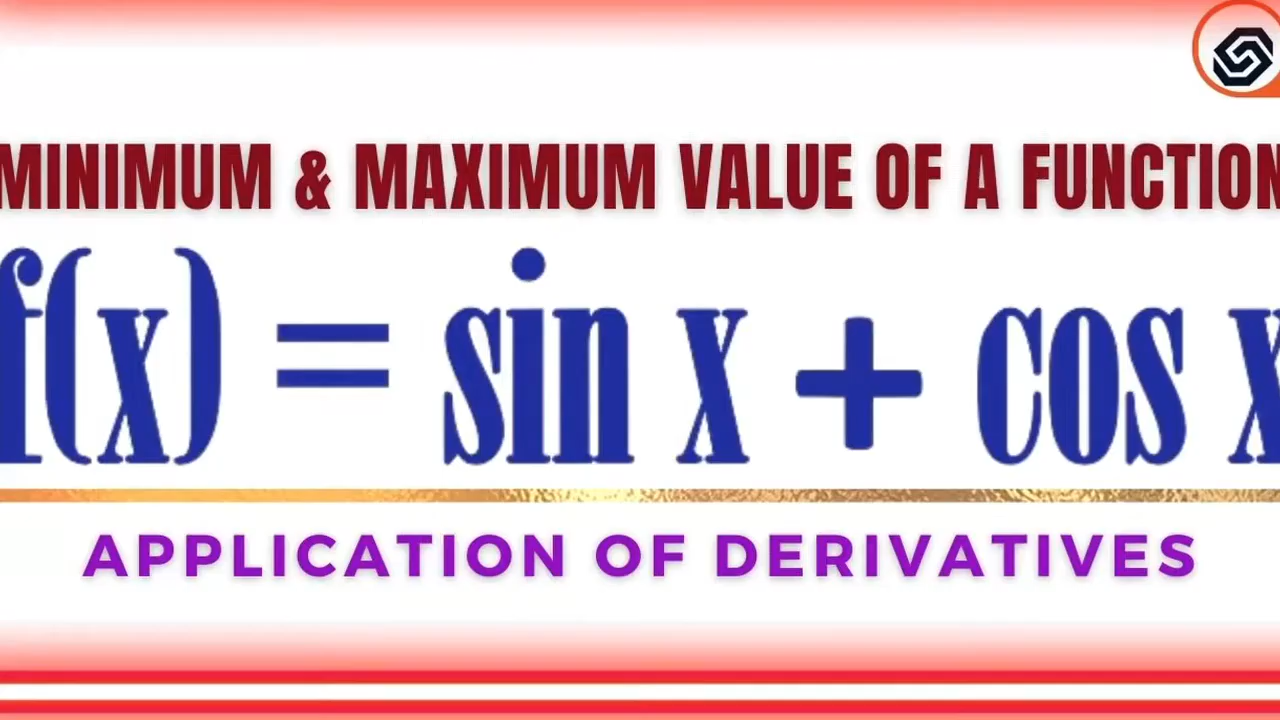 MINIMUM & MAXIMUM VALUE OF A FUNCTION
f(x) = sin x + cos x
APPLICATION OF DERIVATIVES